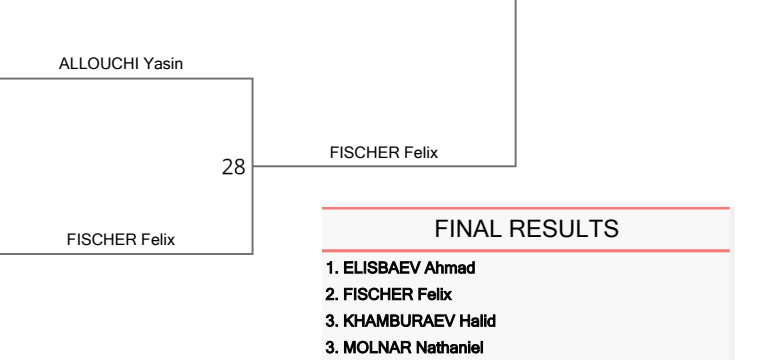 ALLOUCHI Yasin
28
FISCHER Felix
FISCHER Felix
FINAL RESULTS
1. ELISBAEV Ahmad
2. FISCHER Felix
3. KHAMBURAEV Halid
3. MOLNAR Nathaniel